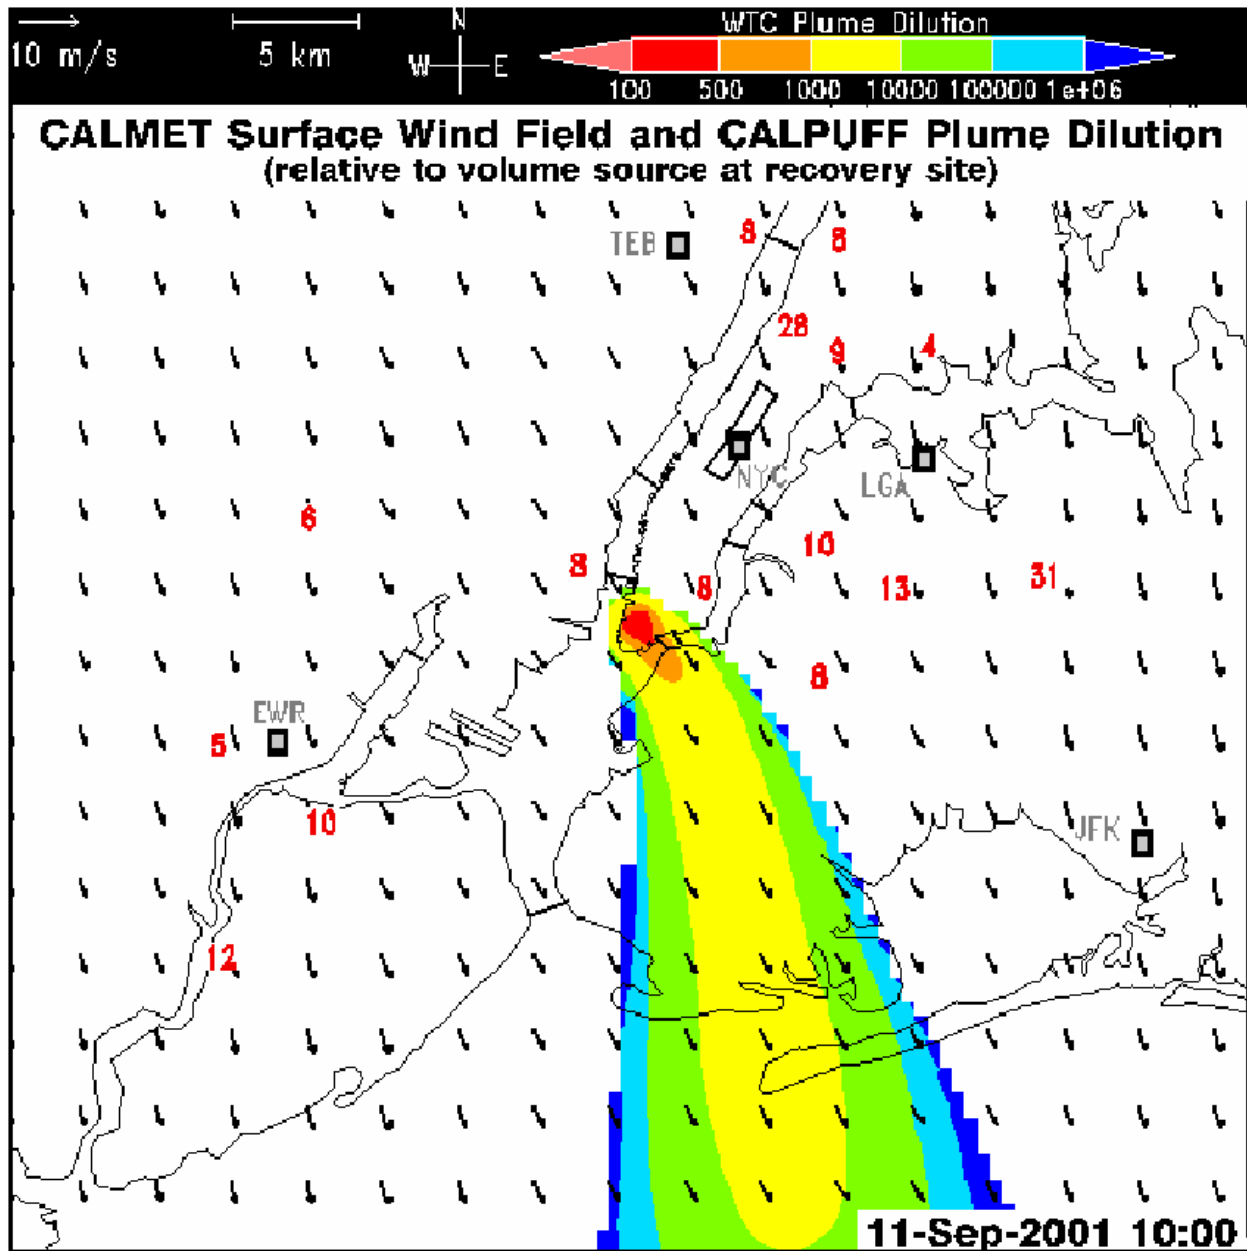 N
WTC Plume Dilution
10 m/s 5 km W E
100 500 1000 10000 100000 1e+06
CALMET Surface Wind Field and CALPUFF Plume Dilution
(relative to volume source at recovery site)
TEB 8 8
28
9 4
NYC LGA
6
10
8 8 13 31
8
EWR
5
10
JFK
12
11-Sep-2001 10:00